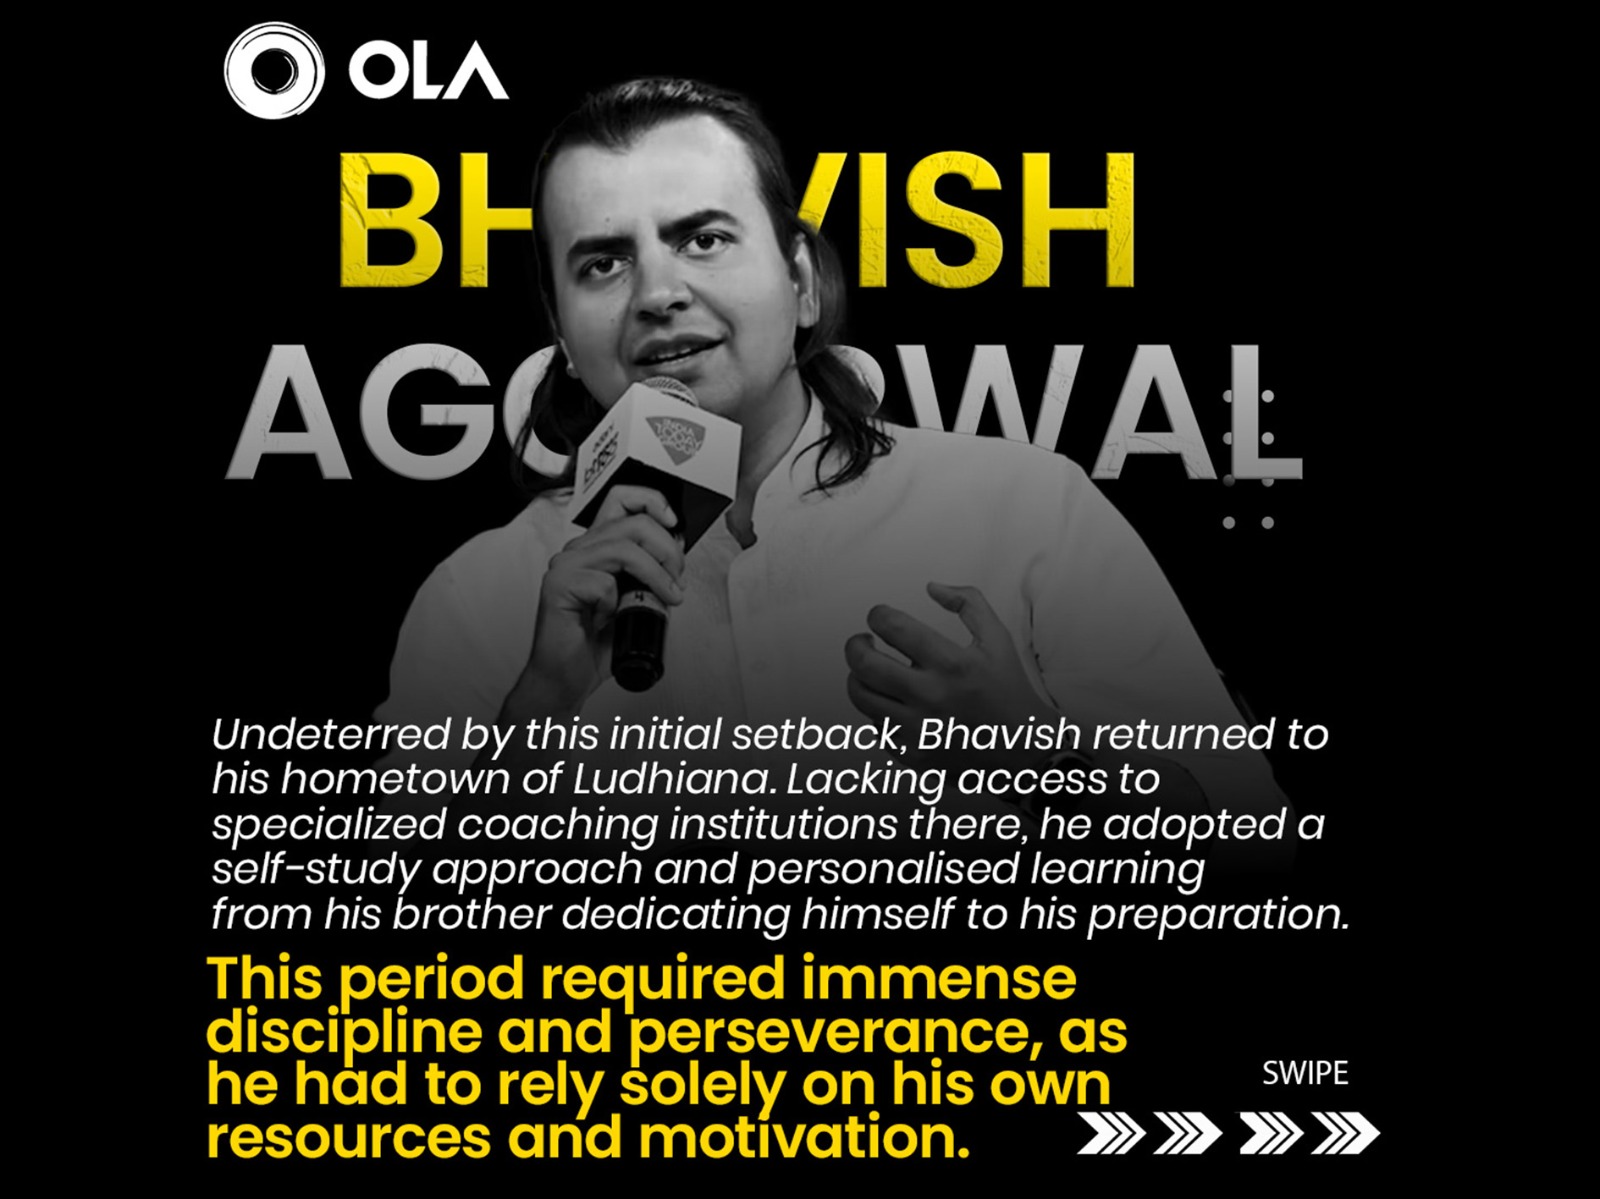 OLA
BH VISH
AGG RWAL
INDIA
TODAY
Undeterred by this initial setback, Bhavish returned to
his hometown of Ludhiana. Lacking access to
specialized coaching institutions there, he adopted a
self-study approach and personalised learning
from his brother dedicating himself to his preparation.
This period required immense
discipline and perseverance, as
he had to rely solely on his own
resources and motivation.
SWIPE